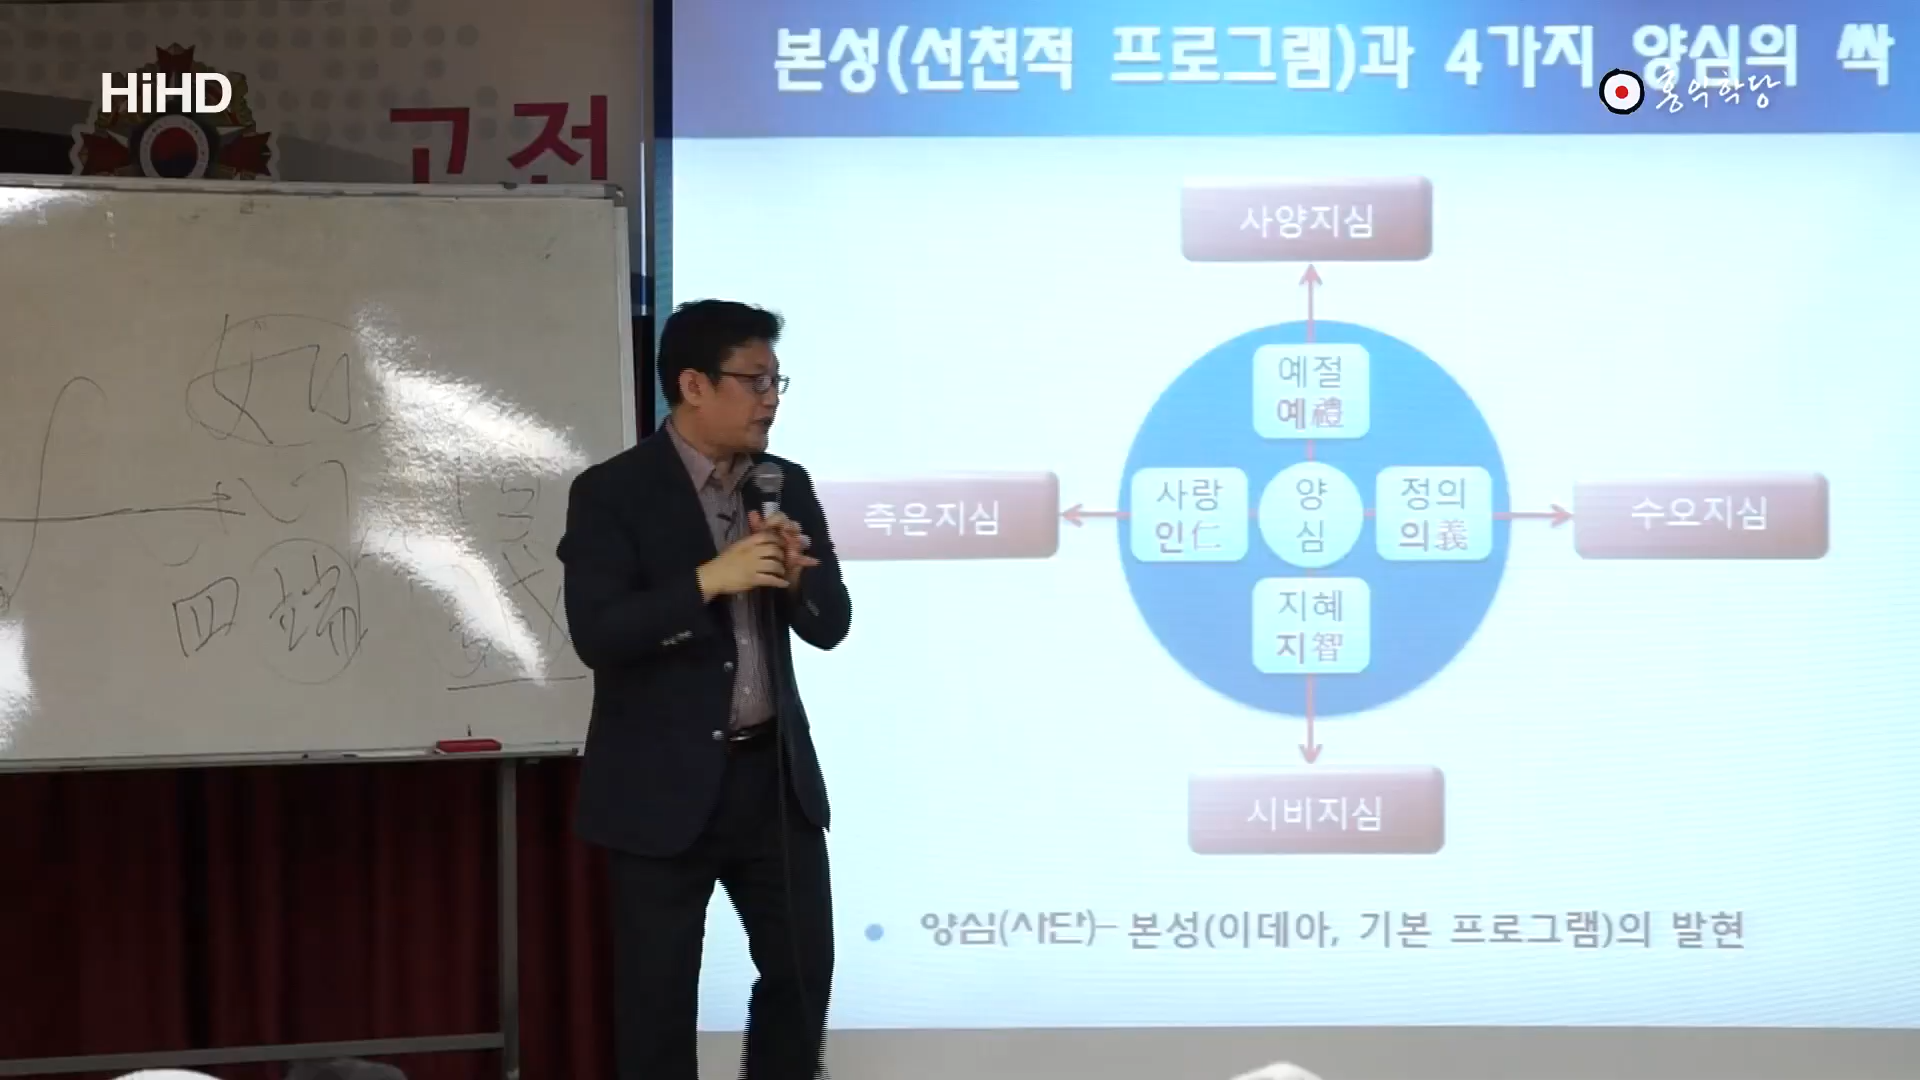 HiHD
고전
본성(선천적 프로그램)과 4가지 양심의 싹
홍익학당
사양지심
예절
예禮
측은지심
사랑
인仁
양
심
정의
의義
수오지심
지혜
지智
시비지심
양심(사단)-본성(이데아, 기본 프로그램)의 발현
如
心
四端